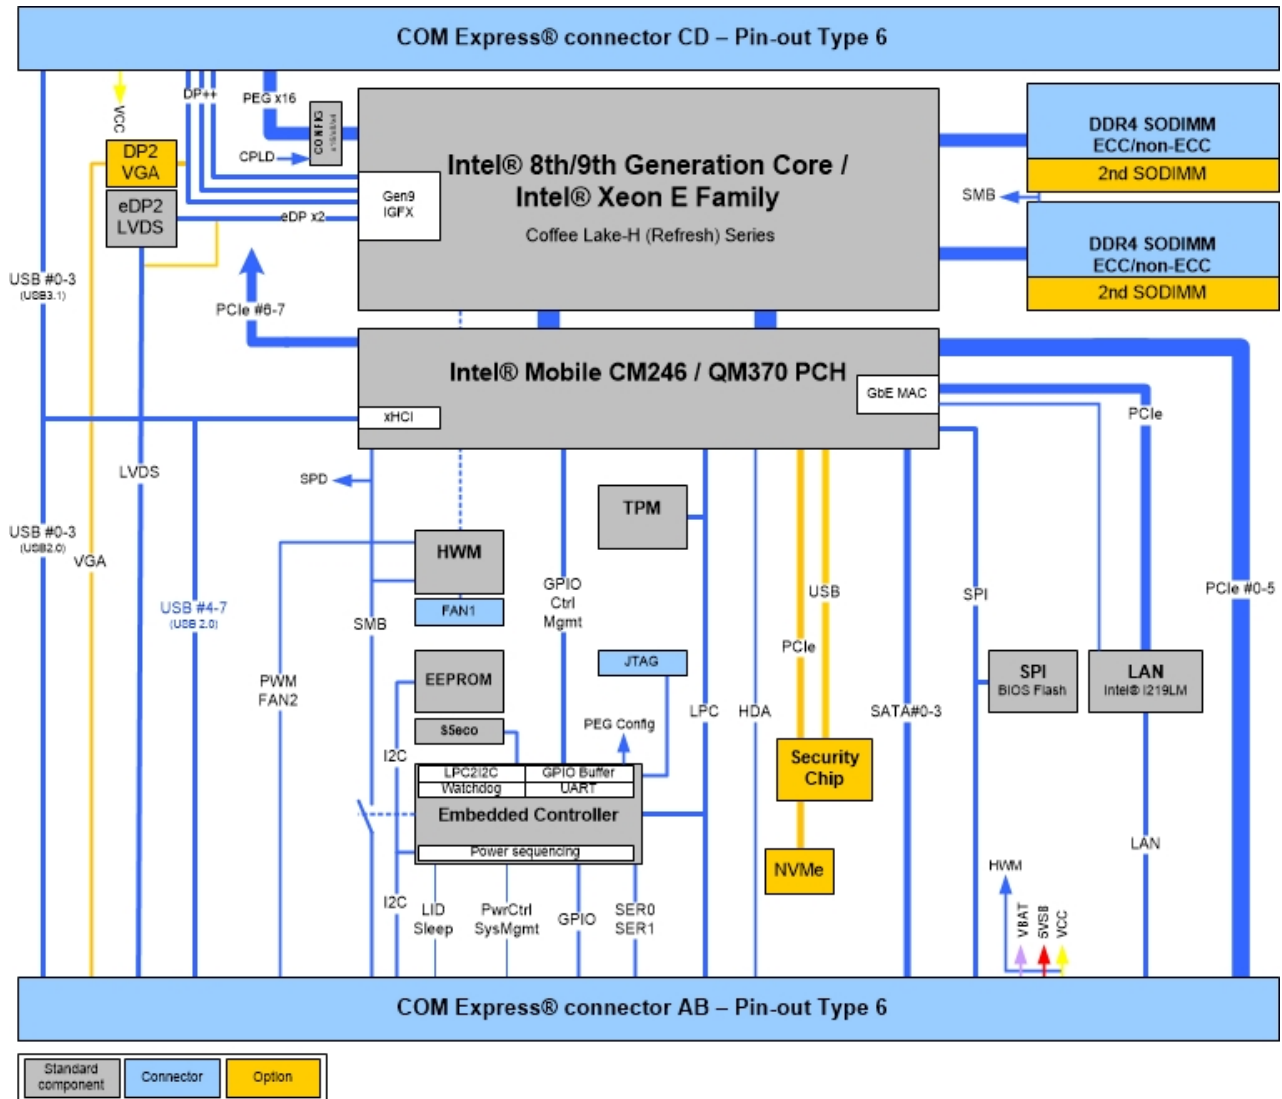 COM Express® connector CD – Pin-out Type 6
DP++
PEG x16
CONFIG
VCC
CPLD
DP2
VGA
eDP2
LVDS
eDP x2
Gen9
IGFX
Intel® 8th/9th Generation Core /
Intel® Xeon E Family
Coffee Lake-H (Refresh) Series
DDR4 SODIMM
ECC/non-ECC
2nd SODIMM
SMB
DDR4 SODIMM
ECC/non-ECC
2nd SODIMM
USB #0-3
(USB3.1)
PCIe #6-7
Intel® Mobile CM246 / QM370 PCH
GbE MAC
xHCI
PCIe
LVDS
SPD
TPM
USB #0-3
(USB2.0)
VGA
HWM
FAN1
GPIO
Ctrl
Mgmt
USB
SPI
PCIe #0-5
USB #4-7
(USB 2.0)
SMB
PCIe
JTAG
EEPROM
SPI
BIOS Flash
LAN
Intel® I219LM
PWM
FAN2
LPC
HDA
SATA#0-3
PEG Config
S5eco
I2C
Security
Chip
LPC2I2C
GPIO Buffer
Watchdog
UART
Embedded Controller
Power sequencing
NVMe
LAN
HWM
I2C
LID
Sleep
PwrCtrl
SysMgmt
GPIO
SER0
SER1
VBAT
5VSB
VCC
COM Express® connector AB – Pin-out Type 6
Standard
component
Connector
Option